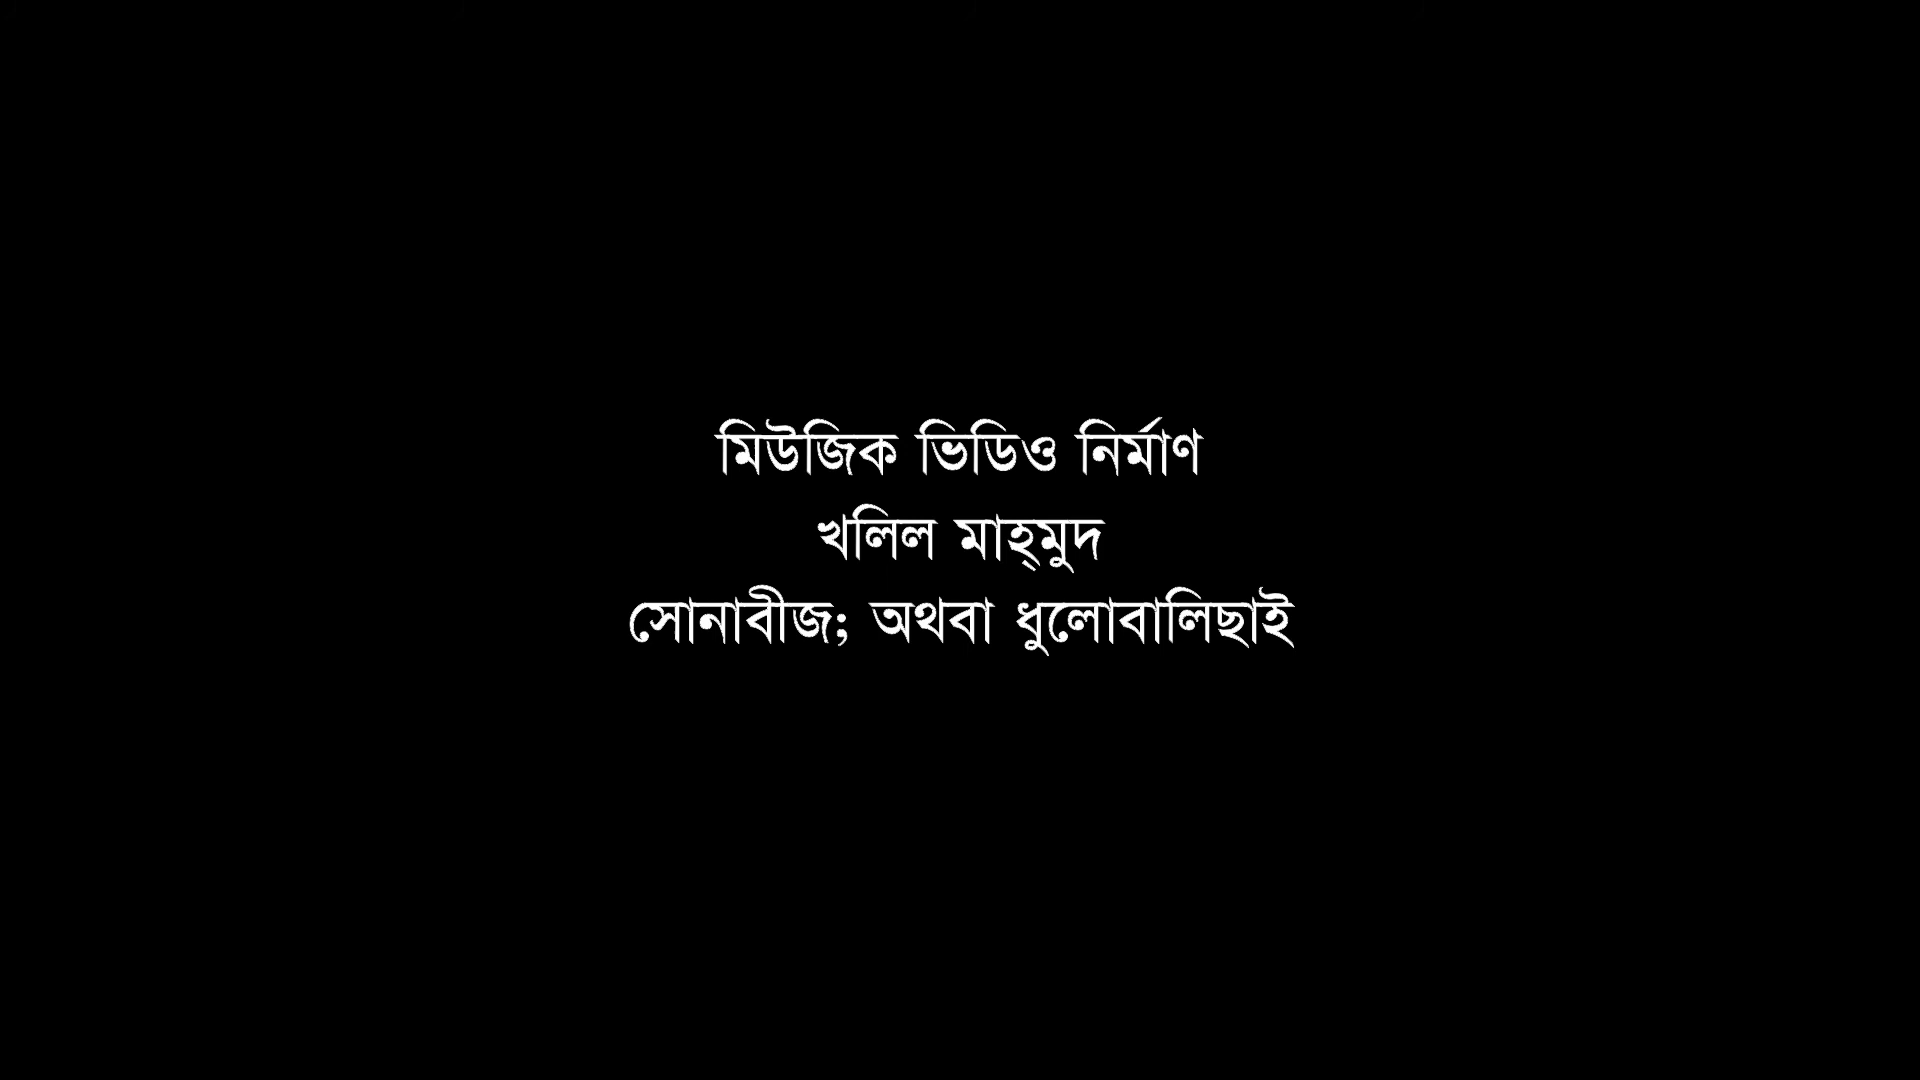 মিউজিক ভিডিও নির্মাণ
খলিল মাহ্‌মুদ
সোনাবীজ; অথবা ধুলোবালিছাই